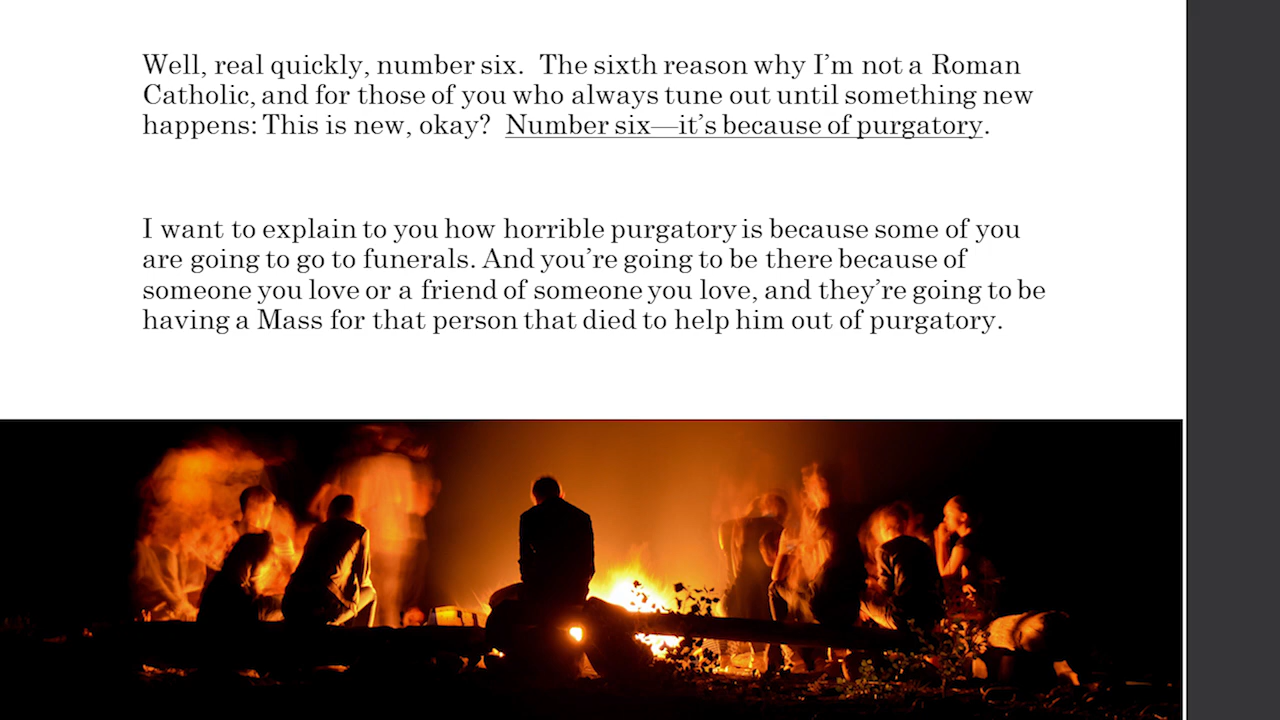 Well, real quickly, number six.  The sixth reason why I’m not a Roman
Catholic, and for those of you who always tune out until something new
happens: This is new, okay?  Number six—it’s because of purgatory.
I want to explain to you how horrible purgatory is because some of you
are going to go to funerals. And you’re going to be there because of
someone you love or a friend of someone you love, and they’re going to be
having a Mass for that person that died to help him out of purgatory.